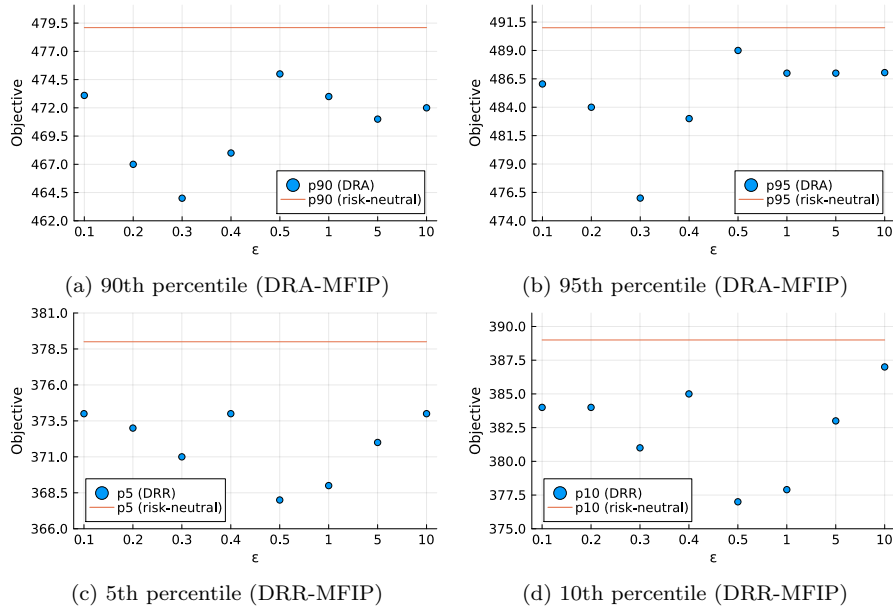 479.5
477.0
474.5
472.0
469.5
467.0
464.5
462.0
Objective
p90 (DRA)
p90 (risk-neutral)
0.1 0.2 0.3 0.4 0.5 1 5 10
ε
(a) 90th percentile (DRA-MFIP)
491.5
489.0
486.5
484.0
481.5
479.0
476.5
474.0
Objective
p95 (DRA)
p95 (risk-neutral)
0.1 0.2 0.3 0.4 0.5 1 5 10
ε
(b) 95th percentile (DRA-MFIP)
381.0
378.5
376.0
373.5
371.0
368.5
366.0
Objective
p5 (DRR)
p5 (risk-neutral)
0.1 0.2 0.3 0.4 0.5 1 5 10
ε
(c) 5th percentile (DRR-MFIP)
390.0
387.5
385.0
382.5
380.0
377.5
375.0
Objective
p10 (DRR)
p10 (risk-neutral)
0.1 0.2 0.3 0.4 0.5 1 5 10
ε
(d) 10th percentile (DRR-MFIP)